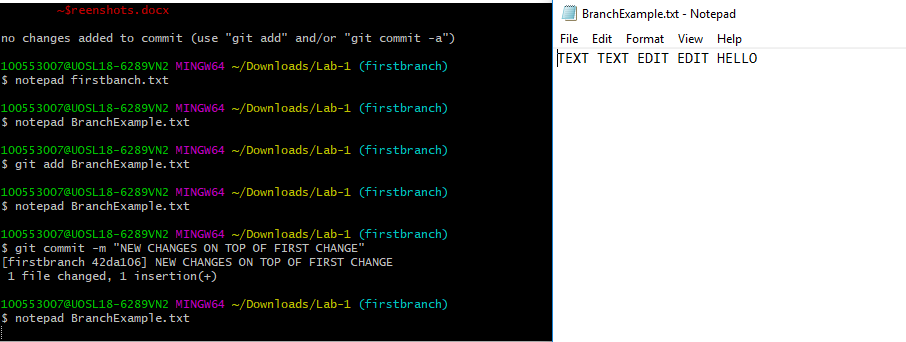 ~$reenshots.docx
no changes added to commit (use "git add" and/or "git commit -a")
100553007@UOSL18-6289VN2 MINGW64 ~/Downloads/Lab-1 (firstbranch)
$ notepad firstbanch.txt
100553007@UOSL18-6289VN2 MINGW64 ~/Downloads/Lab-1 (firstbranch)
$ notepad BranchExample.txt
100553007@UOSL18-6289VN2 MINGW64 ~/Downloads/Lab-1 (firstbranch)
$ git add BranchExample.txt
100553007@UOSL18-6289VN2 MINGW64 ~/Downloads/Lab-1 (firstbranch)
$ notepad BranchExample.txt
100553007@UOSL18-6289VN2 MINGW64 ~/Downloads/Lab-1 (firstbranch)
$ git commit -m "NEW CHANGES ON TOP OF FIRST CHANGE"
[firstbranch 42da106] NEW CHANGES ON TOP OF FIRST CHANGE
1 file changed, 1 insertion(+)
100553007@UOSL18-6289VN2 MINGW64 ~/Downloads/Lab-1 (firstbranch)
$ notepad BranchExample.txt
BranchExample.txt - Notepad
File Edit Format View Help
TEXT TEXT EDIT EDIT HELLO